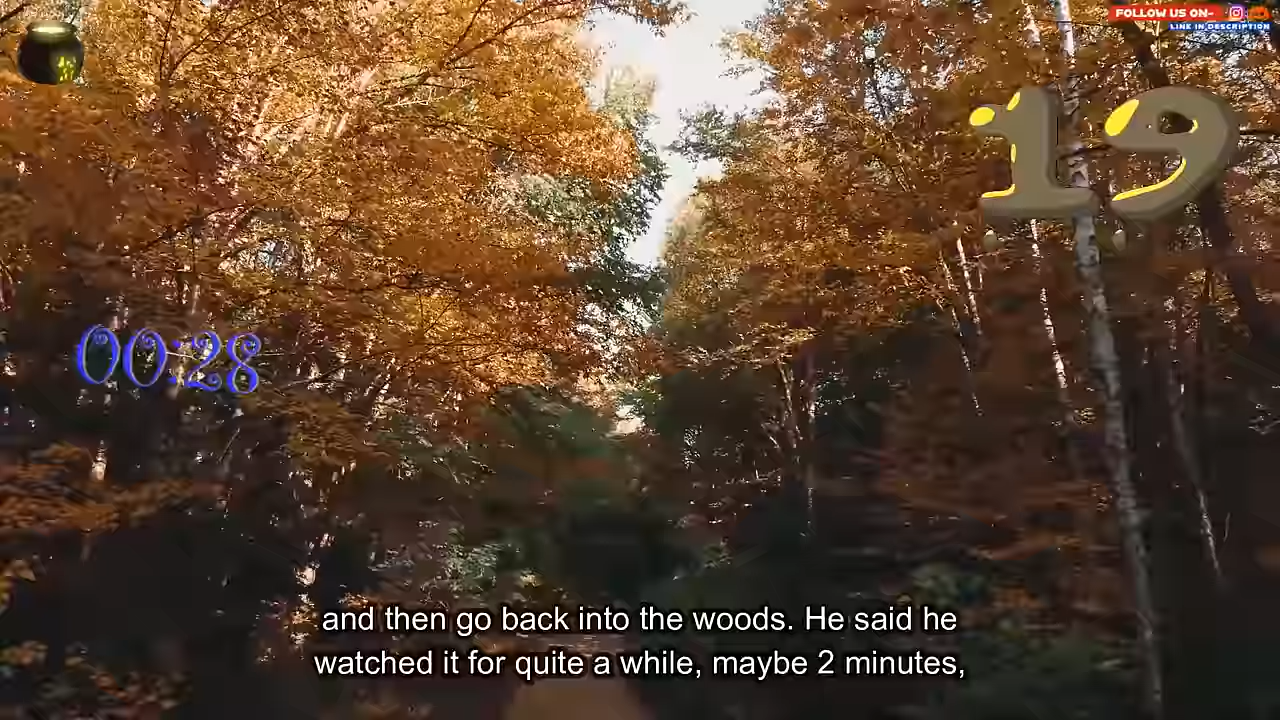 FOLLOW US ON-
LINK IN DESCRIPTION
19
00:28
and then go back into the woods. He said he
watched it for quite a while, maybe 2 minutes,